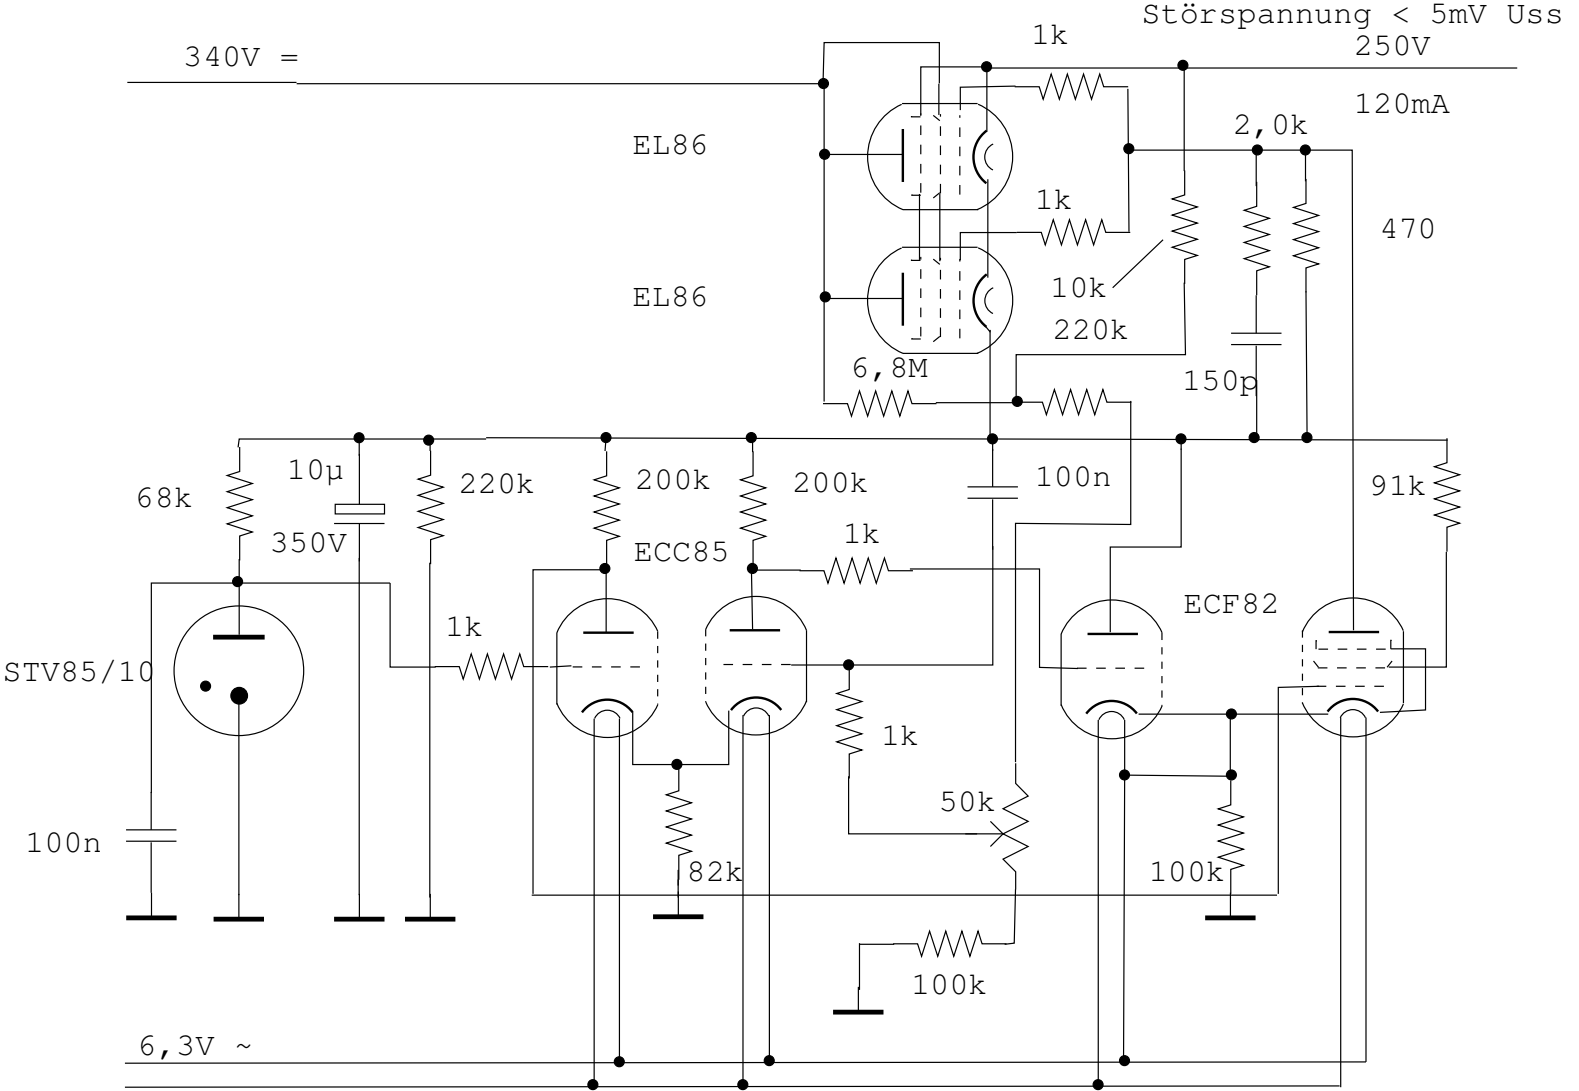 Störspannung < 5mV Uss
1k
250V
340V =
120mA
2,0k
EL86
1k
470
10k
EL86
220k
6,8M
150p
10µ
100n
68k
220k
200k
200k
91k
350V
1k
ECC85
ECF82
1k
STV85/10
1k
50k
100n
82k
100k
100k
6,3V ~